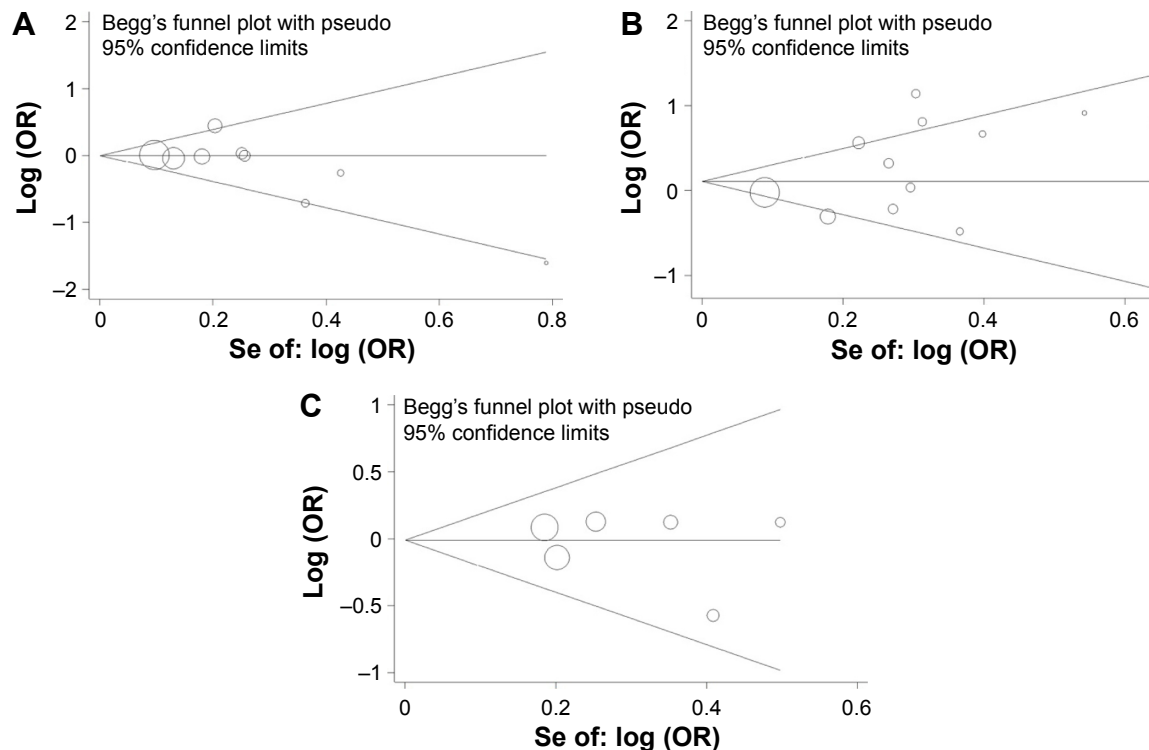 A
Begg's funnel plot with pseudo
95% confidence limits
2
1
0
–1
–2
Log (OR)
0
0.2
0.4
0.6
0.8
Se of: log (OR)
B
Begg's funnel plot with pseudo
95% confidence limits
2
1
0
–1
Log (OR)
0
0.2
0.4
0.6
Se of: log (OR)
C
Begg's funnel plot with pseudo
95% confidence limits
1
0.5
0
–0.5
–1
Log (OR)
0
0.2
0.4
0.6
Se of: log (OR)